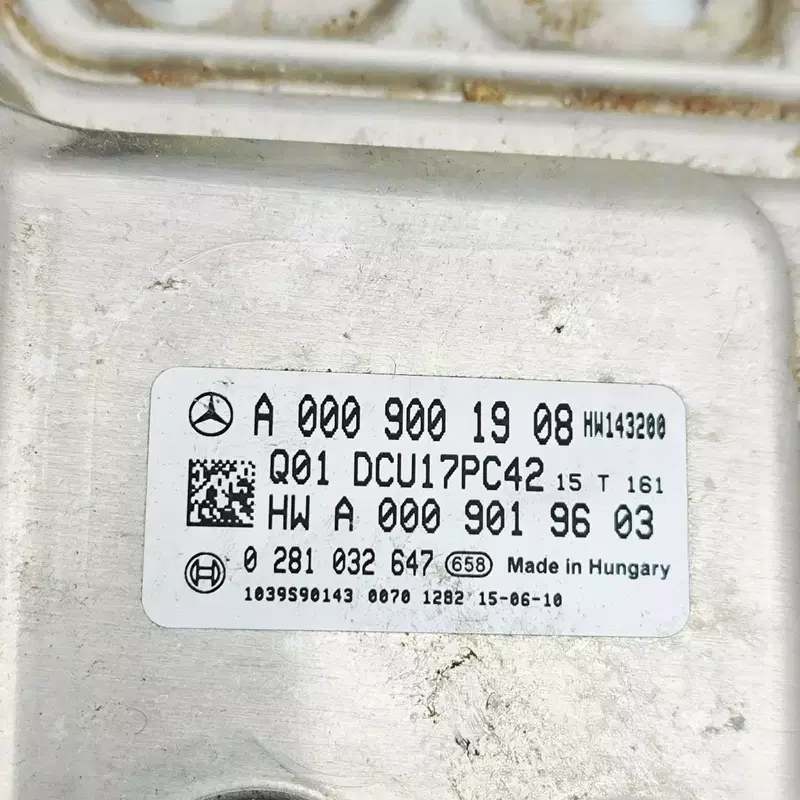 A 000 900 19 08 HW143200
Q01 DCU17PC42 15 T 161
HW A 000 901 96 03
0 281 032 647 658 Made in Hungary
1039S90143 0070 1282 15-06-10